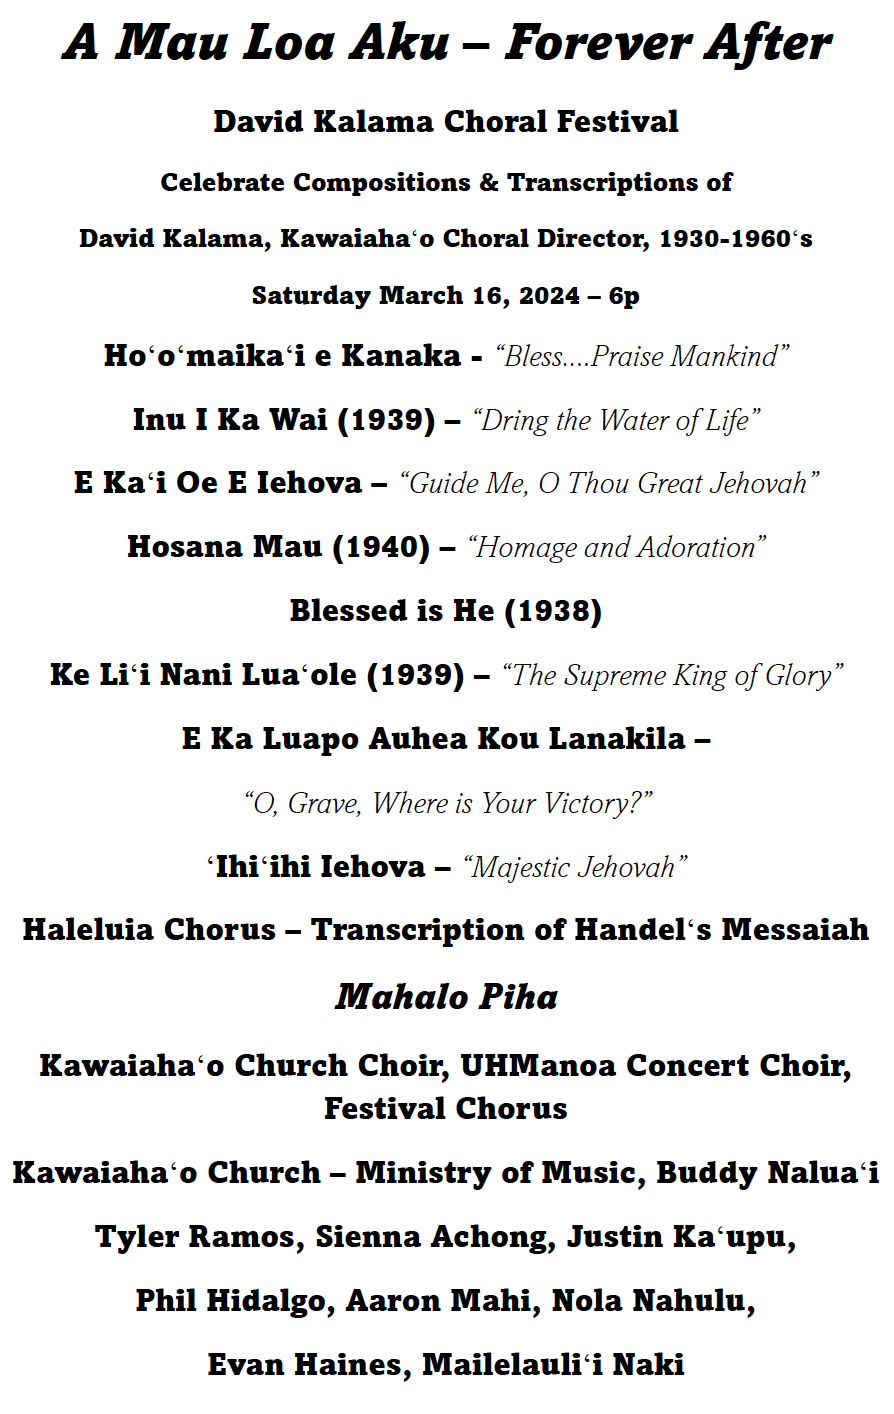 A Mau Loa Aku – Forever After
David Kalama Choral Festival
Celebrate Compositions & Transcriptions of
David Kalama, Kawaiahaʻo Choral Director, 1930-1960ʻs
Saturday March 16, 2024 – 6p
Hoʻoʻmaikaʻi e Kanaka - “Bless....Praise Mankind”
Inu I Ka Wai (1939) – “Dring the Water of Life”
E Kaʻi Oe E Iehova – “Guide Me, O Thou Great Jehovah”
Hosana Mau (1940) – “Homage and Adoration”
Blessed is He (1938)
Ke Liʻi Nani Luaʻole (1939) – “The Supreme King of Glory”
E Ka Luapo Auhea Kou Lanakila –
“O, Grave, Where is Your Victory?”
ʻIhiʻihi Iehova – “Majestic Jehovah”
Haleluia Chorus – Transcription of Handelʻs Messaiah
Mahalo Piha
Kawaiahaʻo Church Choir, UHManoa Concert Choir,
Festival Chorus
Kawaiahaʻo Church – Ministry of Music, Buddy Naluaʻi
Tyler Ramos, Sienna Achong, Justin Kaʻupu,
Phil Hidalgo, Aaron Mahi, Nola Nahulu,
Evan Haines, Mailelauliʻi Naki